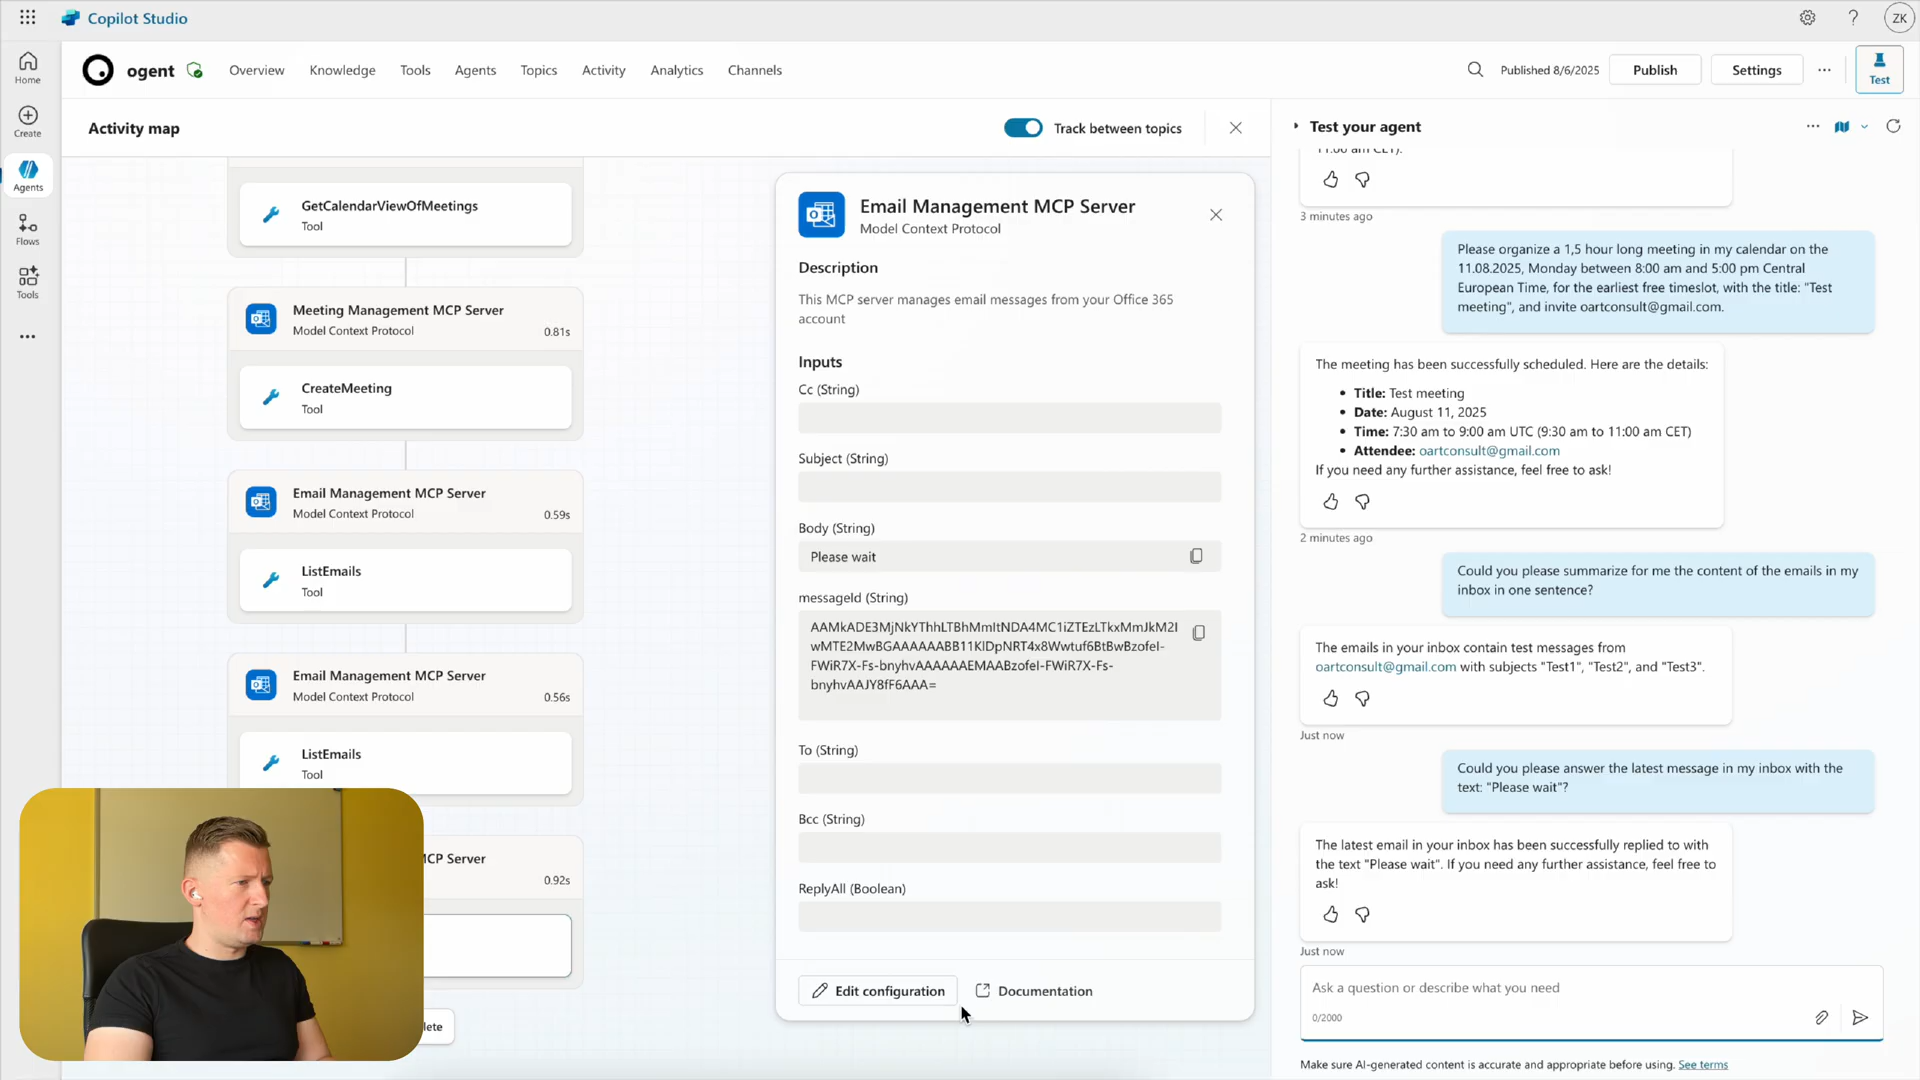 Copilot Studio
ZK
ogent
Overview
Knowledge
Tools
Agents
Topics
Activity
Analytics
Channels
Published 8/6/2025
Publish
Settings
Test
Home
Create
Agents
Flows
Tools
Activity map
Track between topics
GetCalendarViewOfMeetings
Tool
Meeting Management MCP Server
Model Context Protocol
0.81s
CreateMeeting
Tool
Email Management MCP Server
Model Context Protocol
0.59s
ListEmails
Tool
Email Management MCP Server
Model Context Protocol
0.56s
ListEmails
Tool
MCP Server
0.92s
lete
Email Management MCP Server
Model Context Protocol
Description
This MCP server manages email messages from your Office 365
account
Inputs
Cc (String)
Subject (String)
Body (String)
Please wait
messageId (String)
AAMkADE3MjNkYThhLTBhMmItNDA4MC1iZTEzLTkxMmJkM2I
wMTE2MwBGAAAAAABB11KlDpNRT4x8Wwtuf6BtBwBzofeI-
FWiR7X-Fs-bnyhvAAAAAAEMAABzofeI-FWiR7X-Fs-
bnyhvAAJY8fF6AAA=
To (String)
Bcc (String)
ReplyAll (Boolean)
Edit configuration
Documentation
Test your agent
11:00 am CET).
3 minutes ago
Please organize a 1,5 hour long meeting in my calendar on the
11.08.2025, Monday between 8:00 am and 5:00 pm Central
European Time, for the earliest free timeslot, with the title: "Test
meeting", and invite oartconsult@gmail.com.
The meeting has been successfully scheduled. Here are the details:
• Title: Test meeting
• Date: August 11, 2025
• Time: 7:30 am to 9:00 am UTC (9:30 am to 11:00 am CET)
• Attendee: oartconsult@gmail.com
If you need any further assistance, feel free to ask!
2 minutes ago
Could you please summarize for me the content of the emails in my
inbox in one sentence?
The emails in your inbox contain test messages from
oartconsult@gmail.com with subjects "Test1", "Test2", and "Test3".
Just now
Could you please answer the latest message in my inbox with the
text: "Please wait"?
The latest email in your inbox has been successfully replied to with
the text "Please wait". If you need any further assistance, feel free to
ask!
Just now
Ask a question or describe what you need
0/2000
Make sure AI-generated content is accurate and appropriate before using. See terms